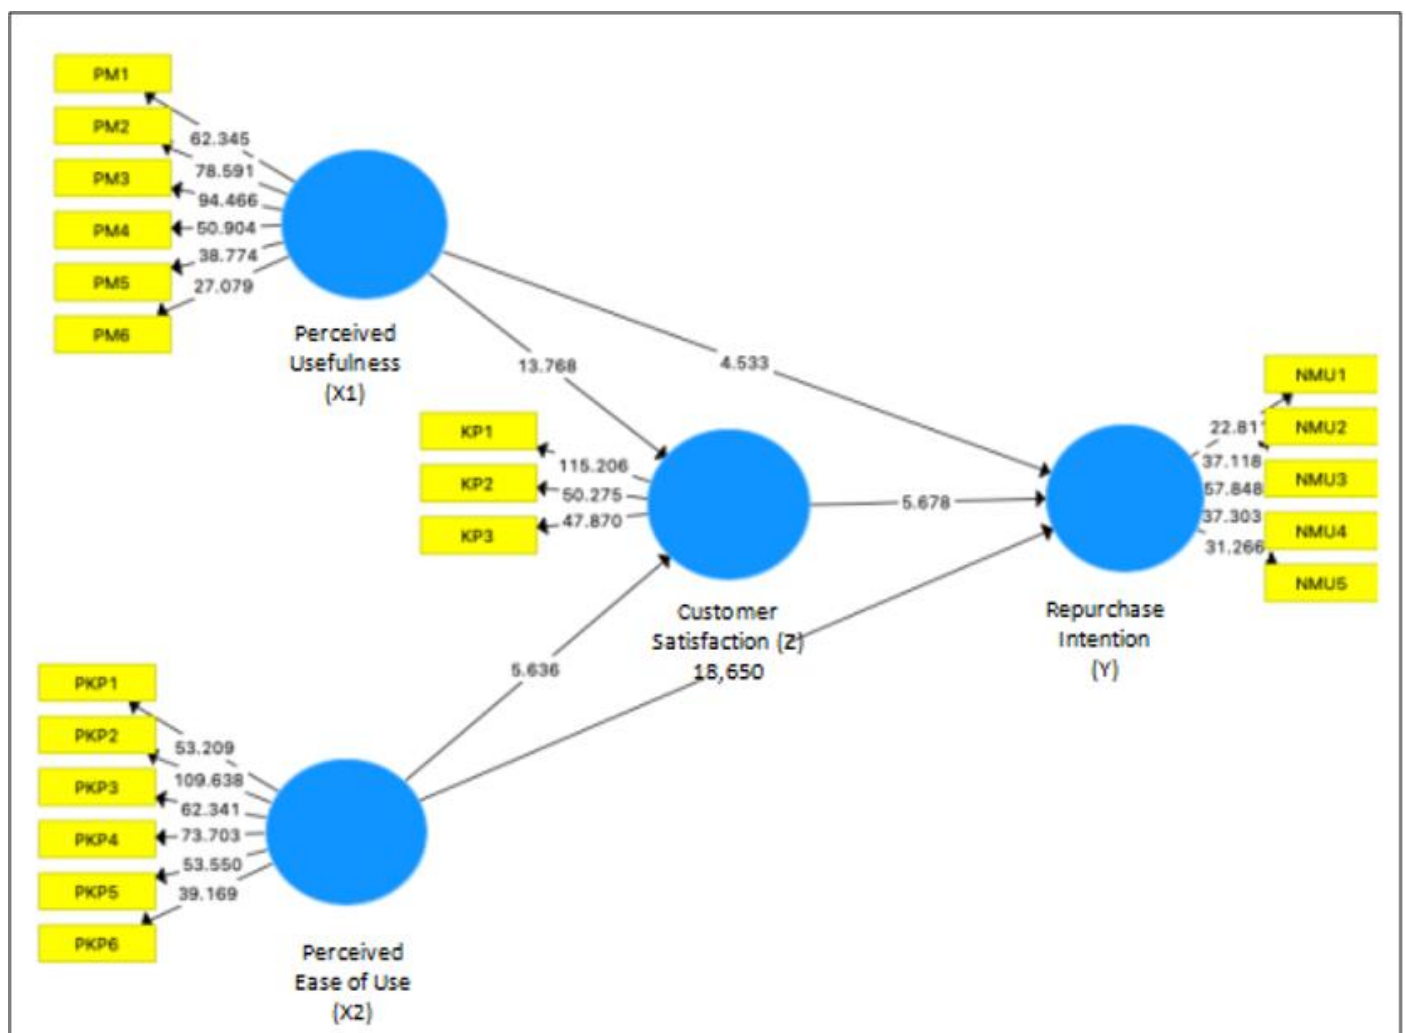 PM1
PM2
PM3
PM4
PM5
PM6
62.345
78.591
94.466
50.904
38.774
27.079
Perceived
Usefulness
(X1)
13.768
4.533
KP1
KP2
KP3
115.206
50.275
47.870
Customer
Satisfaction (Z)
18,650
5.678
5.636
NMU1
NMU2
NMU3
NMU4
NMU5
22.811
37.118
57.848
37.303
31.266
Repurchase
Intention
(Y)
PKP1
PKP2
PKP3
PKP4
PKP5
PKP6
53.209
109.638
62.341
73.703
53.550
39.169
Perceived
Ease of Use
(X2)